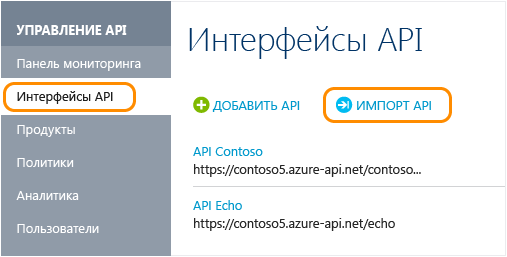 УПРАВЛЕНИЕ API
Панель мониторинга
Интерфейсы API
Продукты
Политики
Аналитика
Пользователи
Интерфейсы API
ДОБАВИТЬ API
ИМПОРТ API
API Contoso
https://contoso5.azure-api.net/contoso...
API Echo
https://contoso5.azure-api.net/echo